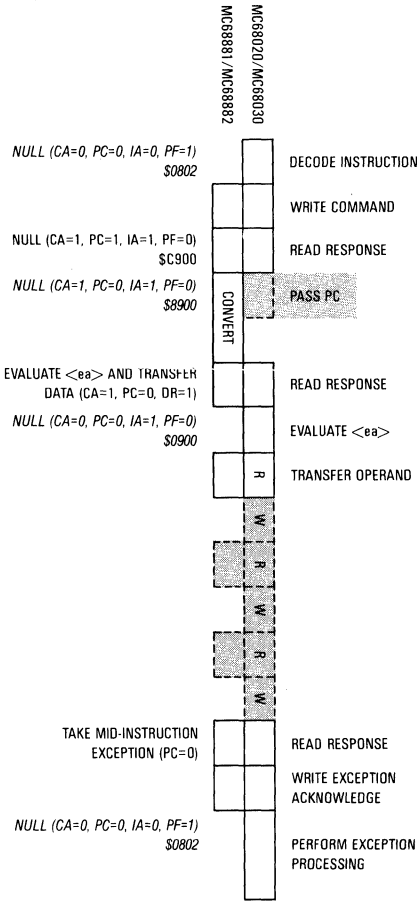 MC68881/MC68882
MC68020/MC68030
NULL (CA=0, PC=0, IA=0, PF=1)
$0802
DECODE INSTRUCTION
WRITE COMMAND
NULL (CA=1, PC=1, IA=1, PF=0)
$C900
READ RESPONSE
NULL (CA=1, PC=0, IA=1, PF=0)
$8900
CONVERT
PASS PC
EVALUATE <ea> AND TRANSFER
DATA (CA=1, PC=0, DR=1)
READ RESPONSE
NULL (CA=0, PC=0, IA=1, PF=0)
$0900
EVALUATE <ea>
R
TRANSFER OPERAND
W
R
W
R
W
TAKE MID-INSTRUCTION
EXCEPTION (PC=0)
READ RESPONSE
WRITE EXCEPTION
ACKNOWLEDGE
NULL (CA=0, PC=0, IA=0, PF=1)
$0802
PERFORM EXCEPTION
PROCESSING